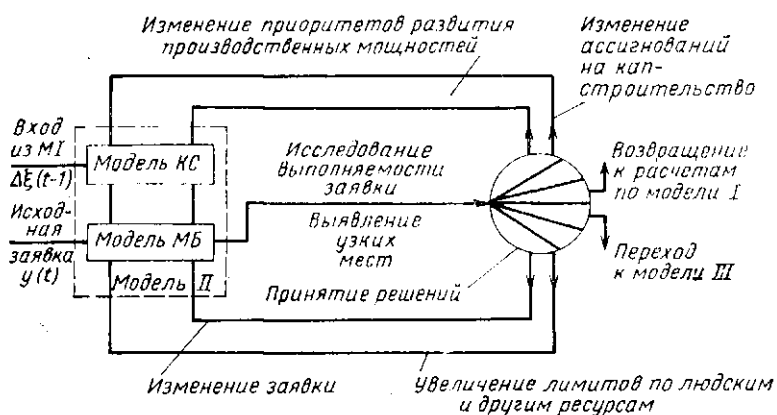 Изменение приоритетов развития
производственных мощностей
Изменение
ассигнований
на кап-
строительство
Вход
из МI
Δξ(t-1)
Исход-
ная
заявка
y(t)
Модель КС
Модель МБ
Модель II
Исследование
выполняемости
заявки
Выявление
узких
мест
Принятие решений
Возвращение
к расчетам
по модели I
Переход
к модели III
Изменение заявки
Увеличение лимитов по людским
и другим ресурсам